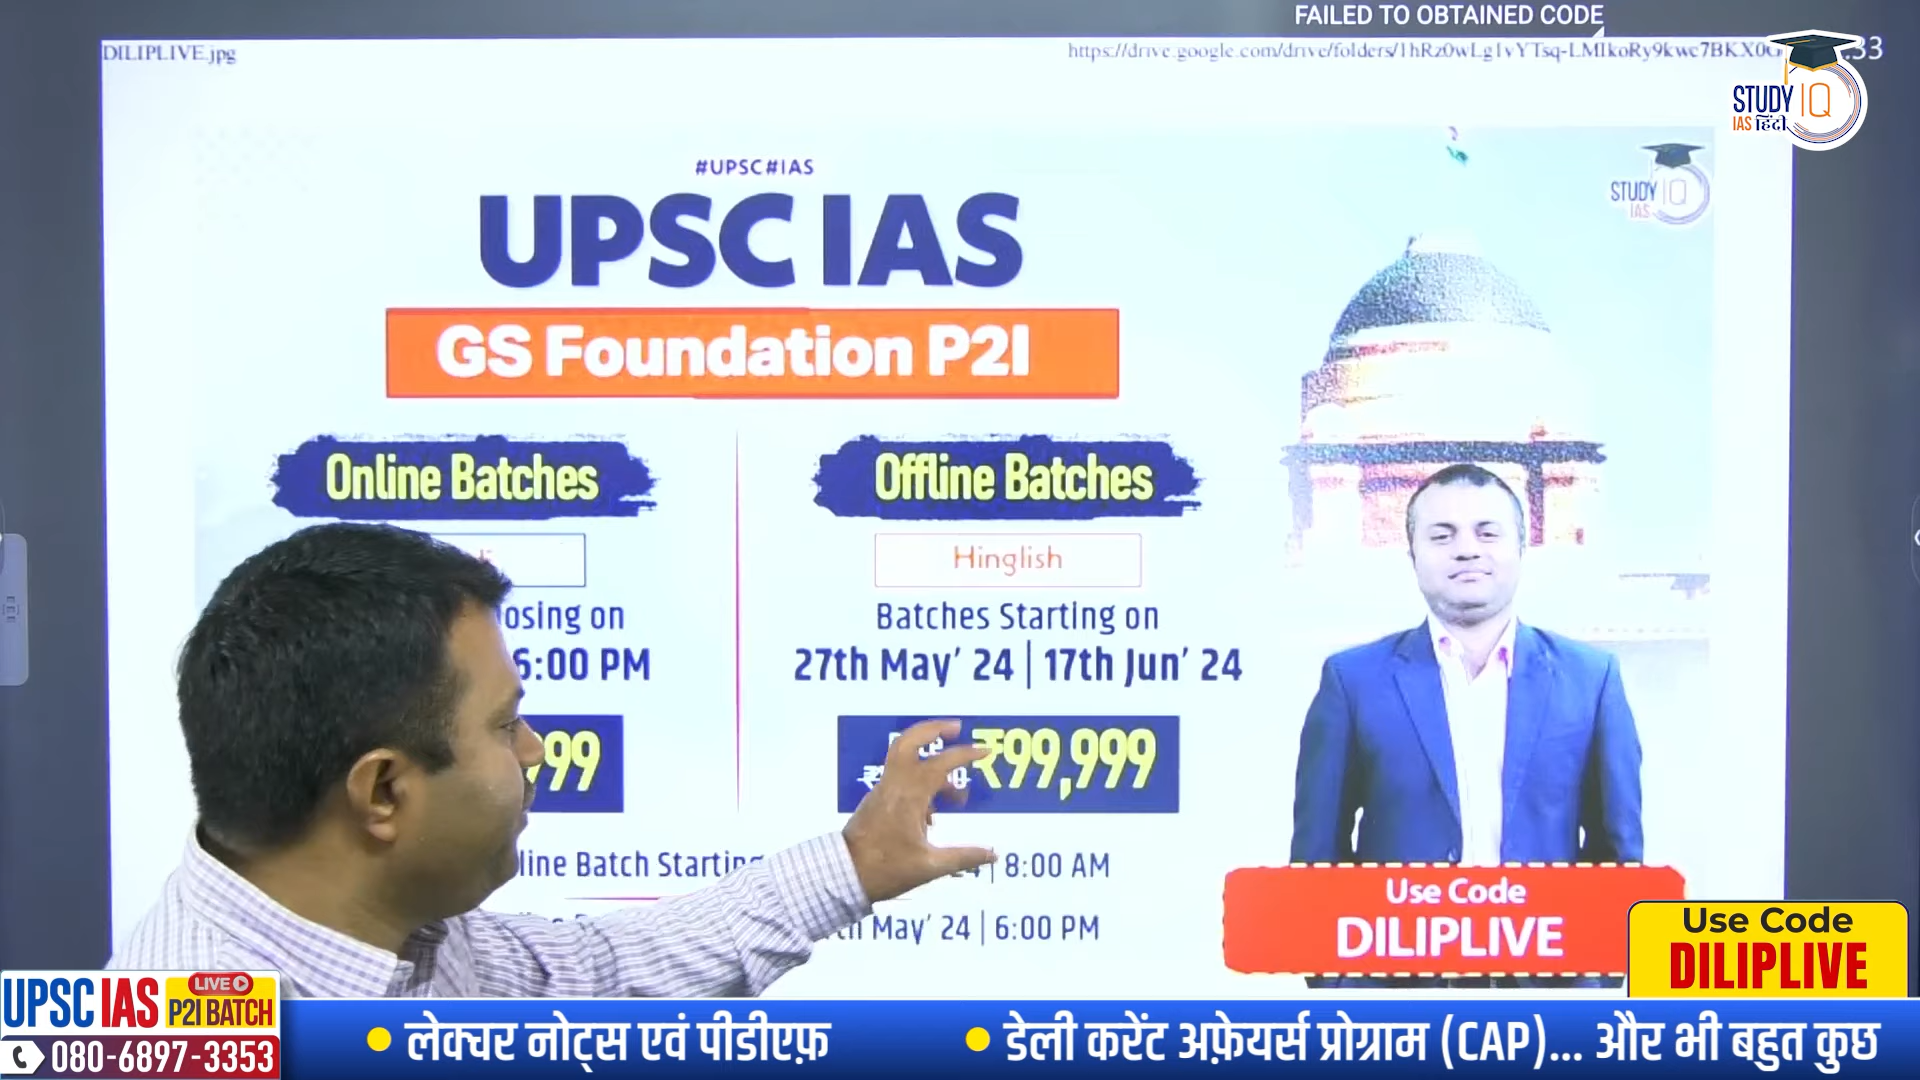 FAILED TO OBTAINED CODE
DILIPLIVE.jpg
https://drive.google.com/drive/folders/1hRz0wLg1vYTsq-LMIkoRy9kwc7BKX0
:33
STUDY IQ
IAS हिंदी
#UPSC#IAS
STUDY IQ
IAS
UPSC IAS
GS Foundation P2I
Online Batches
Offline Batches
Hinglish
osing on
Batches Starting on
6:00 PM
27th May' 24 | 17th Jun' 24
999
₹99,999
line Batch Starting
| 8:00 AM
May' 24 | 6:00 PM
Use Code
DILIPLIVE
Use Code
DILIPLIVE
UPSC IAS
LIVE
P2I BATCH
080-6897-3353
लेक्चर नोट्स एवं पीडीएफ़
डेली करेंट अफ़ेयर्स प्रोग्राम (CAP)... और भी बहुत कुछ